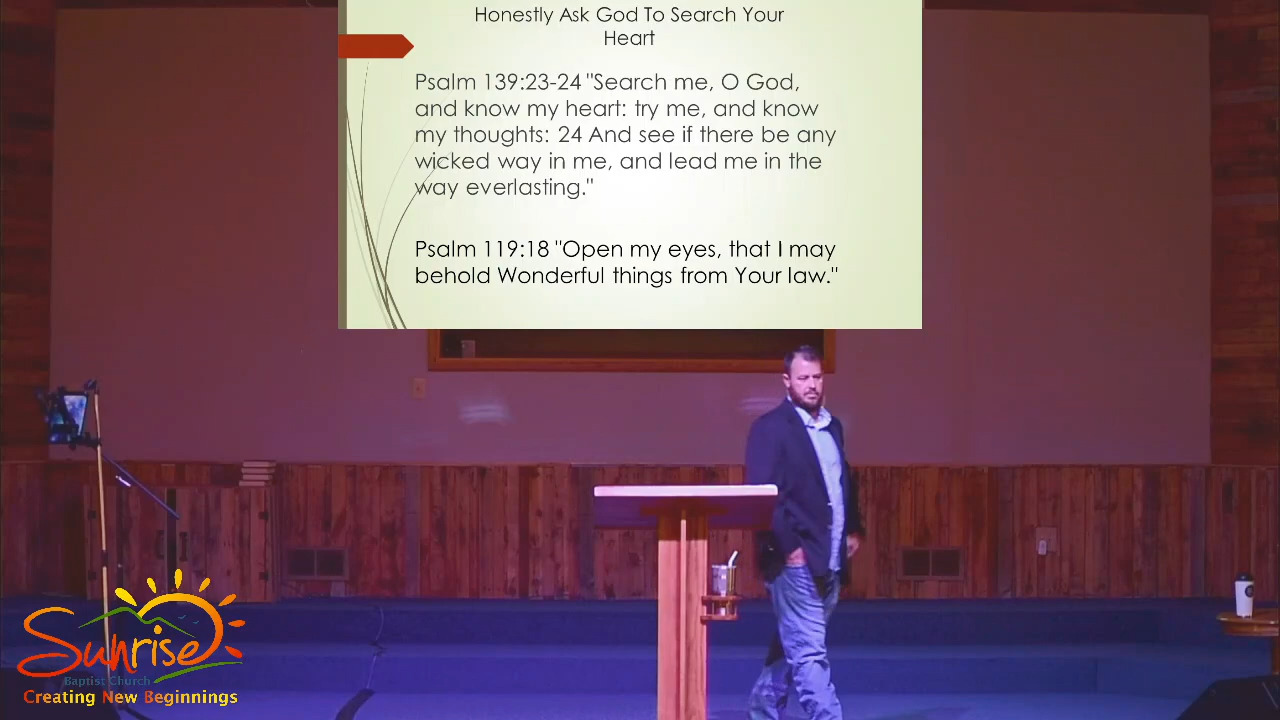 Honestly Ask God To Search Your
Heart
Psalm 139:23-24 "Search me, O God,
and know my heart: try me, and know
my thoughts: 24 And see if there be any
wicked way in me, and lead me in the
way everlasting."
Psalm 119:18 "Open my eyes, that I may
behold Wonderful things from Your law."
Sunrise
Baptist Church
Creating New Beginnings